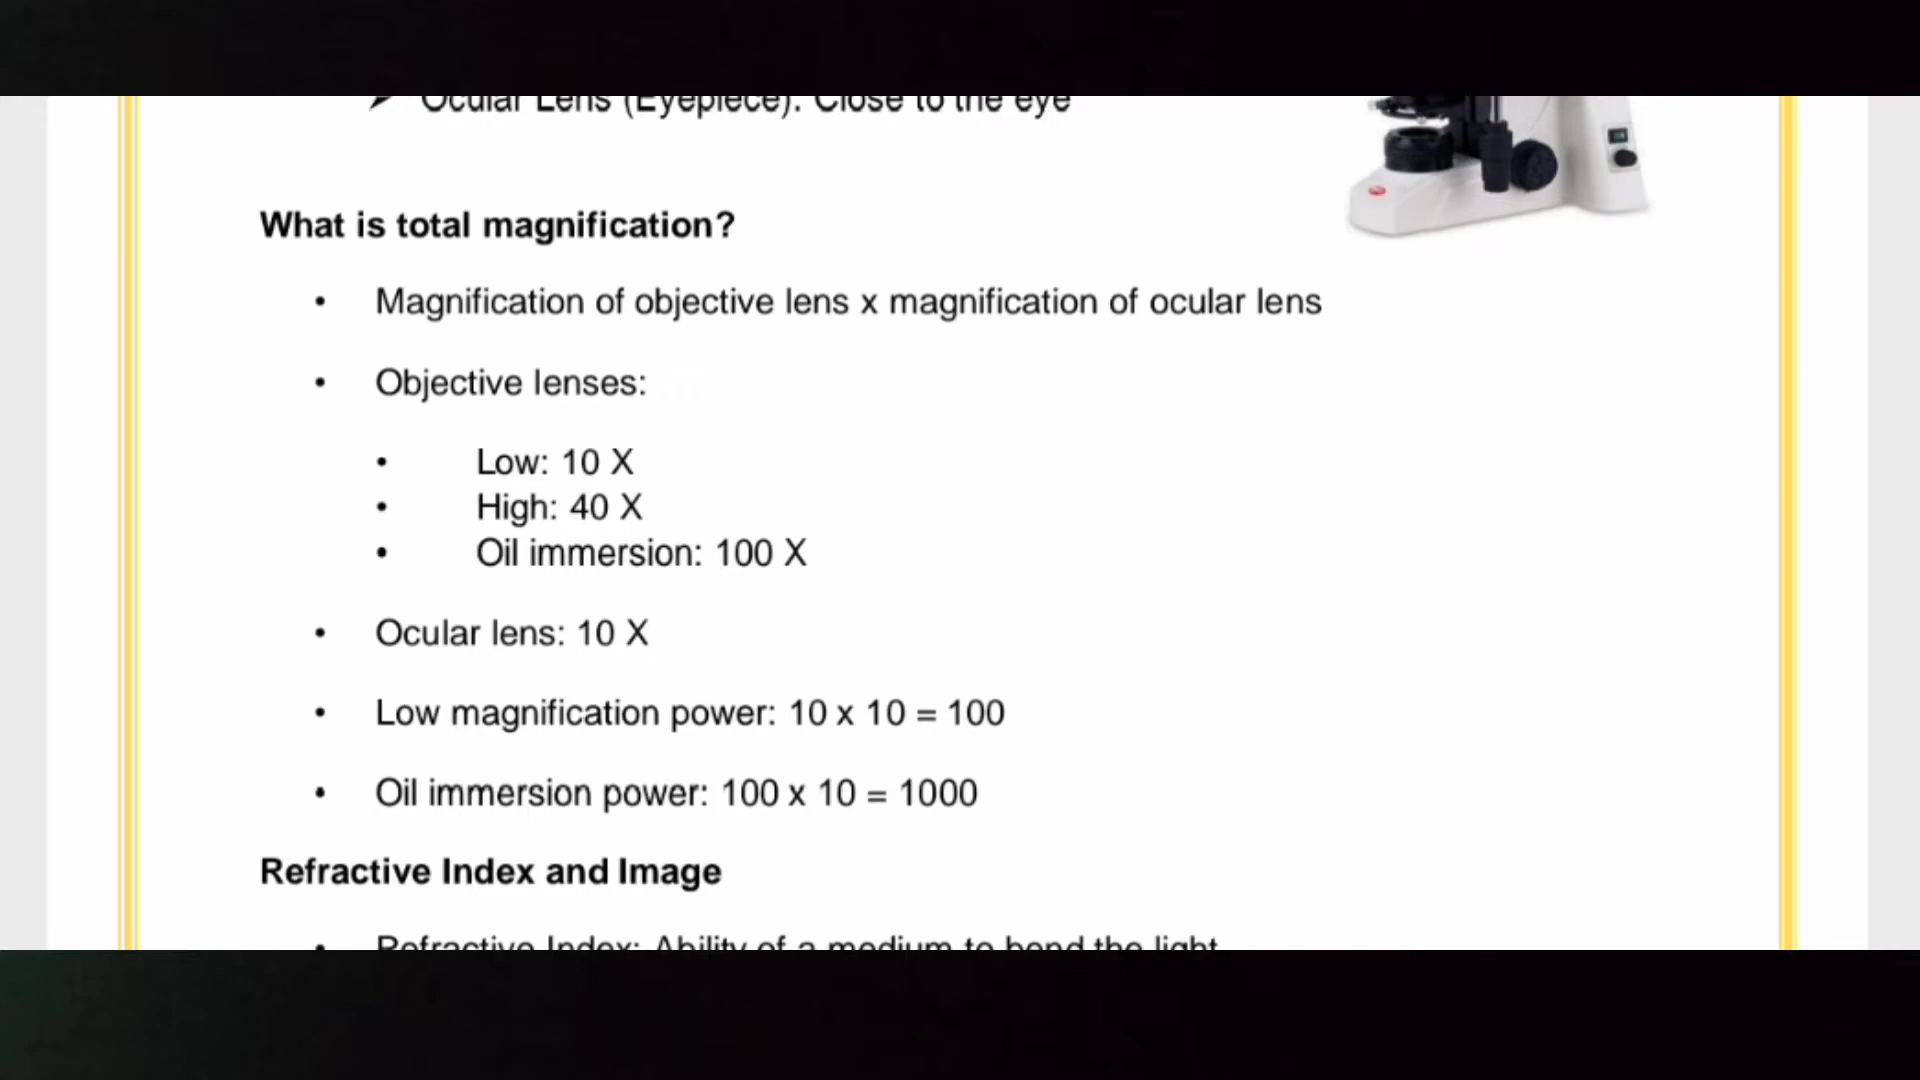 ➤ Ocular Lens (Eyepiece): Close to the eye
What is total magnification?
• Magnification of objective lens x magnification of ocular lens
• Objective lenses:
• Low: 10 X
• High: 40 X
• Oil immersion: 100 X
• Ocular lens: 10 X
• Low magnification power: 10 x 10 = 100
• Oil immersion power: 100 x 10 = 1000
Refractive Index and Image
• Refractive Index: Ability of a medium to bend the light